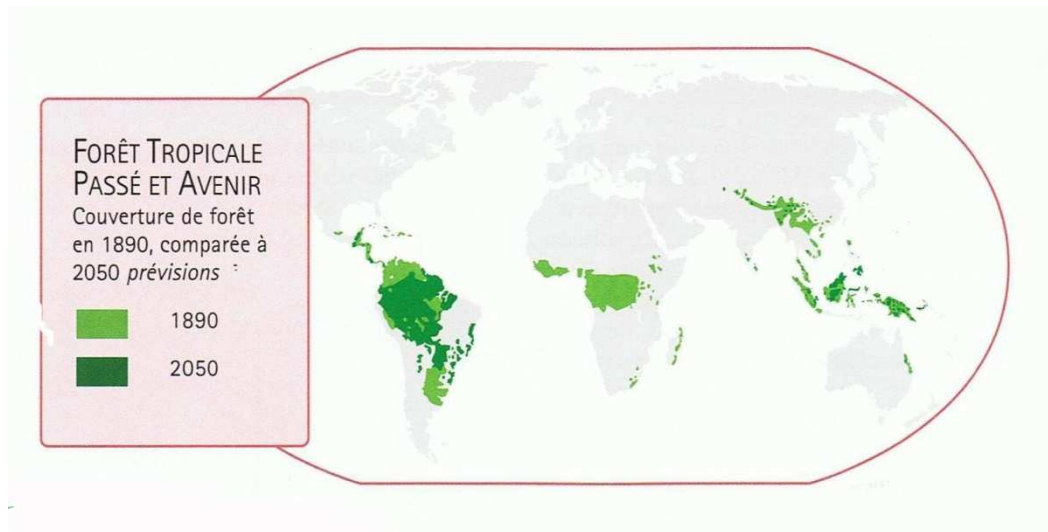 FORÊT TROPICALE
PASSÉ ET AVENIR
Couverture de forêt
en 1890, comparée à
2050 prévisions :
1890
2050